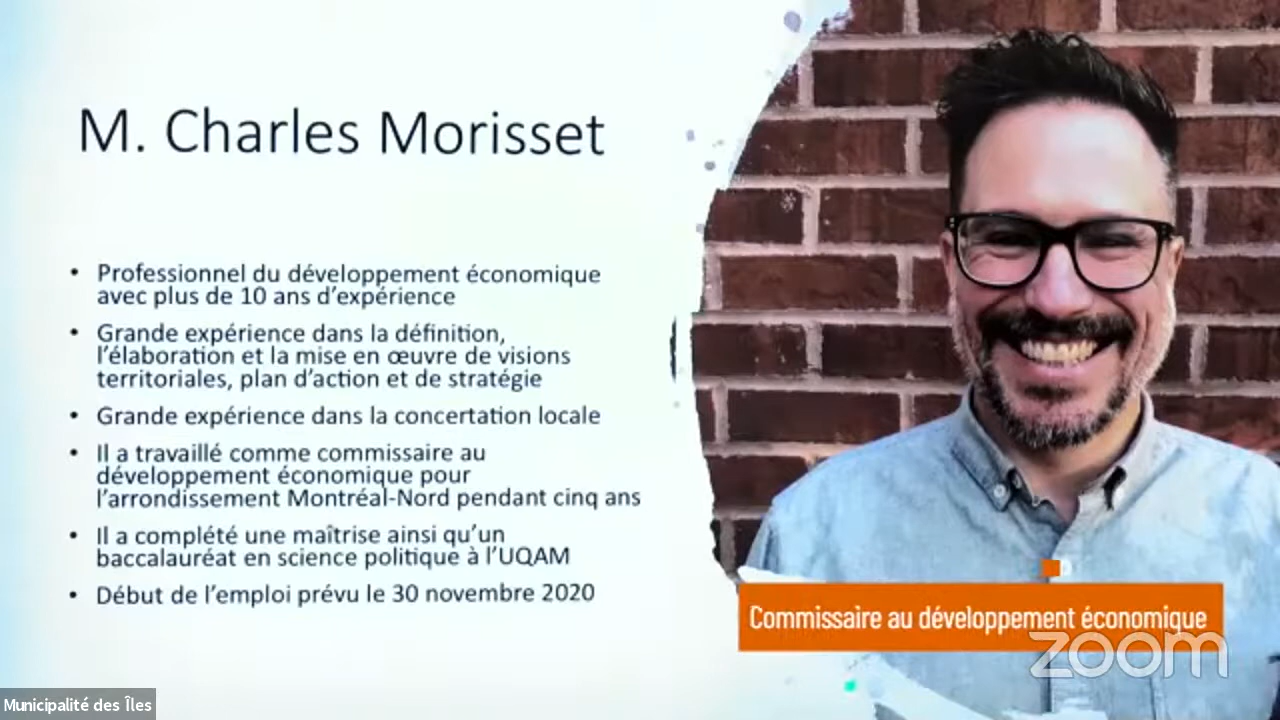 M. Charles Morisset
• Professionnel du développement économique
avec plus de 10 ans d'expérience
• Grande expérience dans la définition,
l'élaboration et la mise en œuvre de visions
territoriales, plan d'action et de stratégie
• Grande expérience dans la concertation locale
• Il a travaillé comme commissaire au
développement économique pour
l'arrondissement Montréal-Nord pendant cinq ans
• Il a complété une maîtrise ainsi qu'un
baccalauréat en science politique à l'UQAM
• Début de l'emploi prévu le 30 novembre 2020
Commissaire au développement économique
zoom
Municipalité des Îles